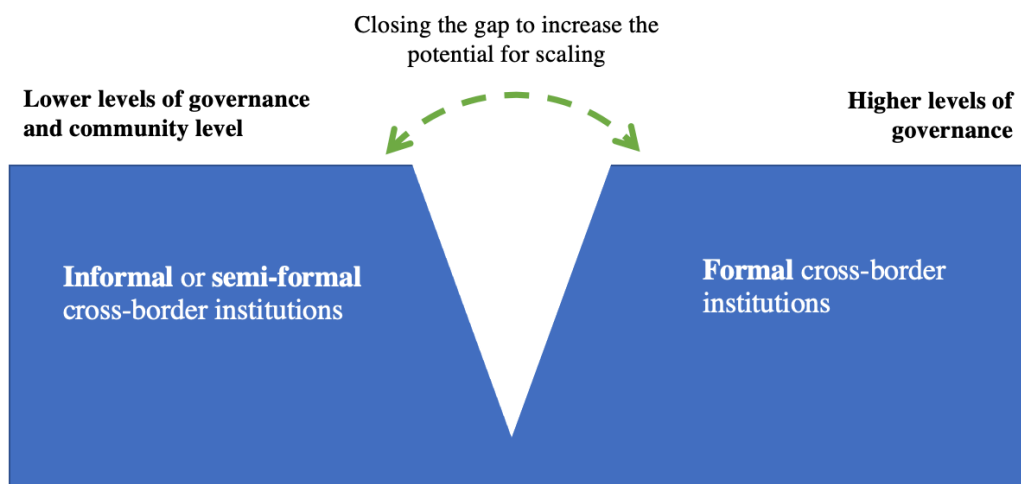 Closing the gap to increase the
potential for scaling
Lower levels of governance
and community level
Higher levels of
governance
Informal or semi-formal
cross-border institutions
Formal cross-border
institutions